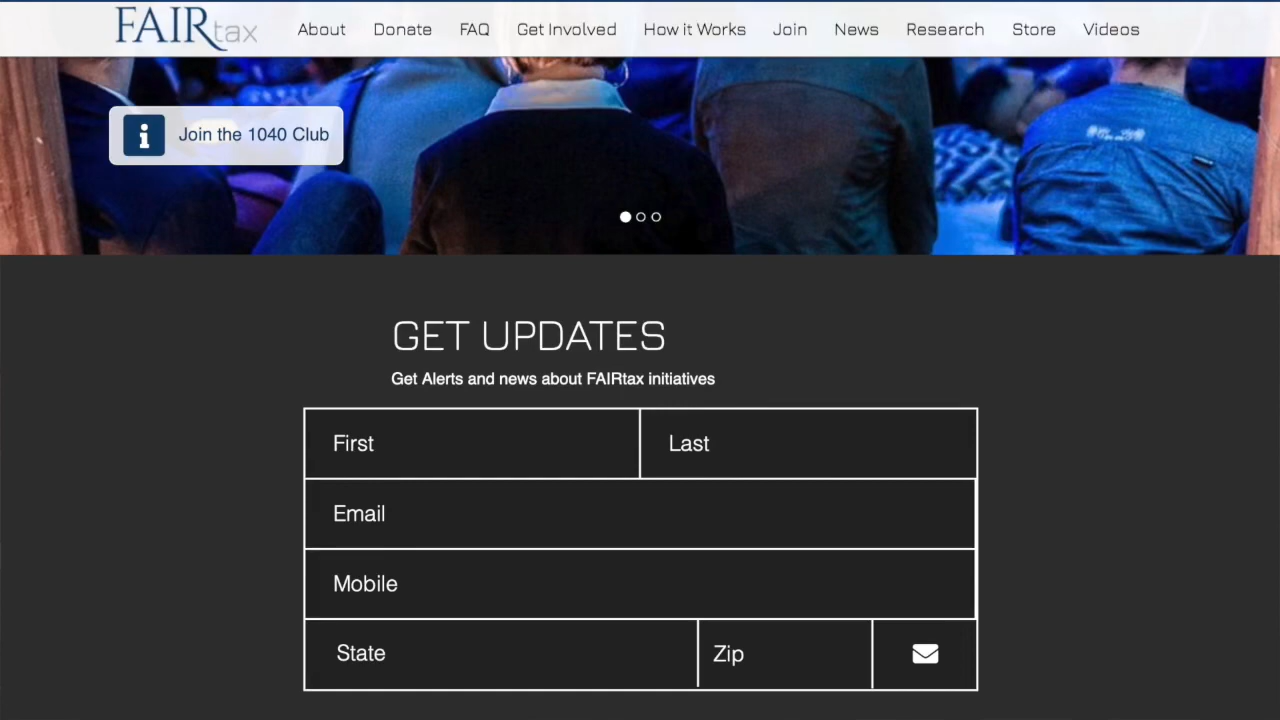 FAIRtax About Donate FAQ Get Involved How it Works Join News Research Store Videos
Join the 1040 Club
GET UPDATES
Get Alerts and news about FAIRtax initiatives
First Last
Email
Mobile
State Zip